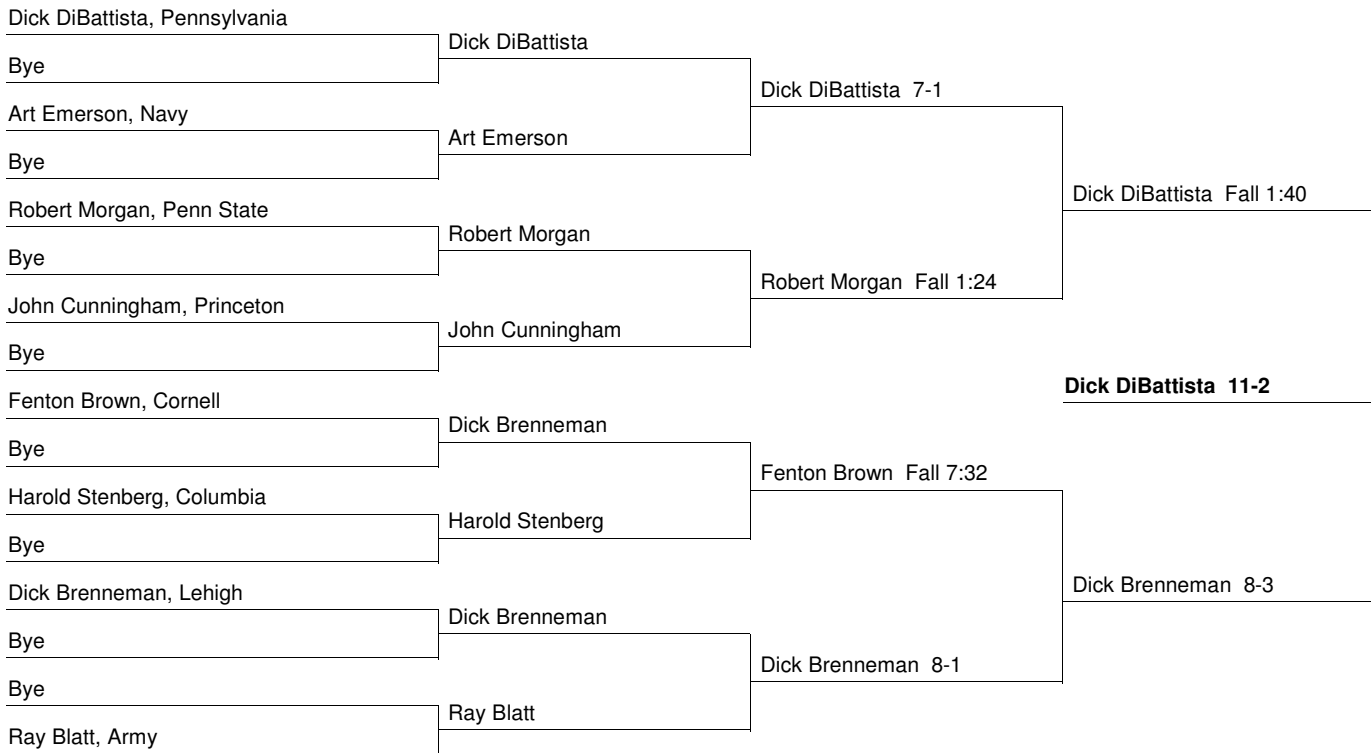 Dick DiBattista, Pennsylvania
Bye
Art Emerson, Navy
Bye
Robert Morgan, Penn State
Bye
John Cunningham, Princeton
Bye
Fenton Brown, Cornell
Bye
Harold Stenberg, Columbia
Bye
Dick Brenneman, Lehigh
Bye
Bye
Ray Blatt, Army
Dick DiBattista
Art Emerson
Robert Morgan
John Cunningham
Dick Brenneman
Harold Stenberg
Dick Brenneman
Ray Blatt
Dick DiBattista 7-1
Robert Morgan Fall 1:24
Fenton Brown Fall 7:32
Dick Brenneman 8-1
Dick DiBattista Fall 1:40
Dick Brenneman 8-3
Dick DiBattista 11-2